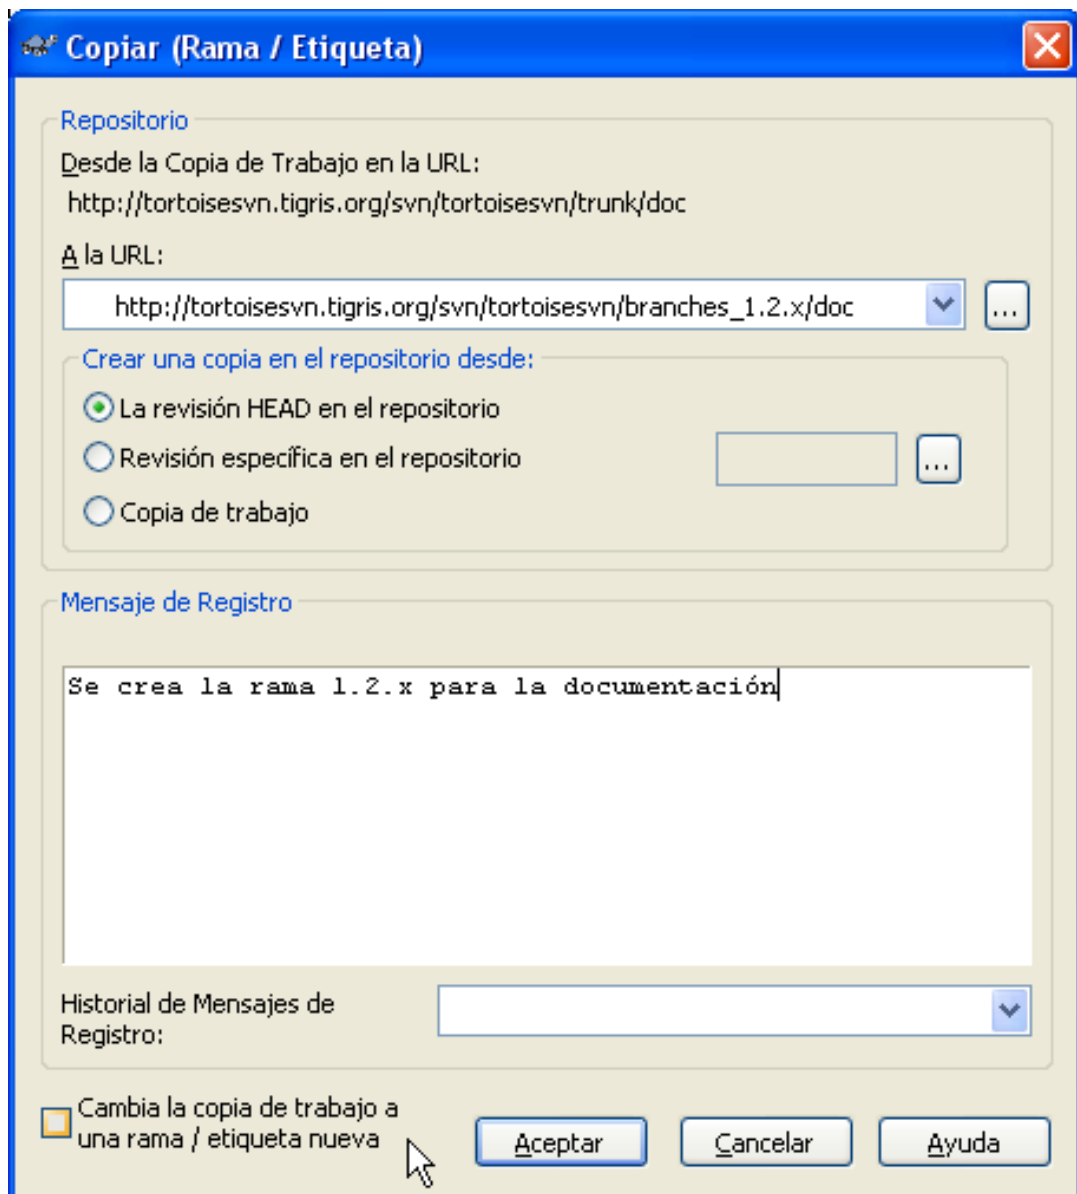 Copiar (Rama / Etiqueta)
Repositorio
Desde la Copia de Trabajo en la URL:
http://tortoisesvn.tigris.org/svn/tortoisesvn/trunk/doc
A la URL:
http://tortoisesvn.tigris.org/svn/tortoisesvn/branches_1.2.x/doc
...
Crear una copia en el repositorio desde:
La revisión HEAD en el repositorio
Revisión específica en el repositorio
...
Copia de trabajo
Mensaje de Registro
Se crea la rama 1.2.x para la documentación
Historial de Mensajes de
Registro:
Cambia la copia de trabajo a
una rama / etiqueta nueva
Aceptar
Cancelar
Ayuda